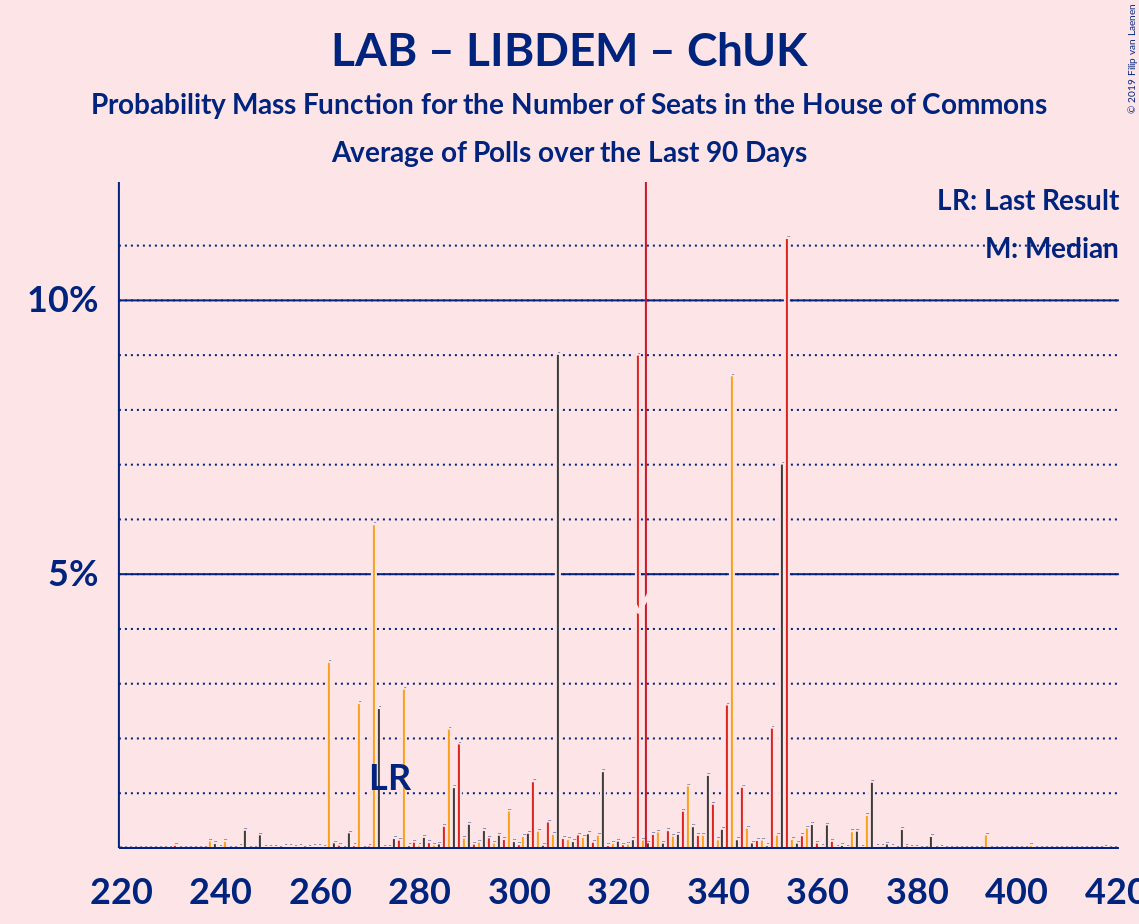 LAB – LIBDEM – ChUK
Probability Mass Function for the Number of Seats in the House of Commons
Average of Polls over the Last 90 Days
© 2019 Filip van Laenen
LR: Last Result
M: Median
10%
5%
LR
220 240 260 280 300 320 340 360 380 400 420